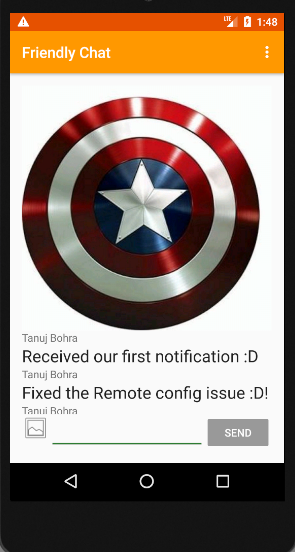 LTE 1:48
Friendly Chat
Tanuj Bohra
Received our first notification :D
Tanuj Bohra
Fixed the Remote config issue :D!
Tanuj Bohra
SEND